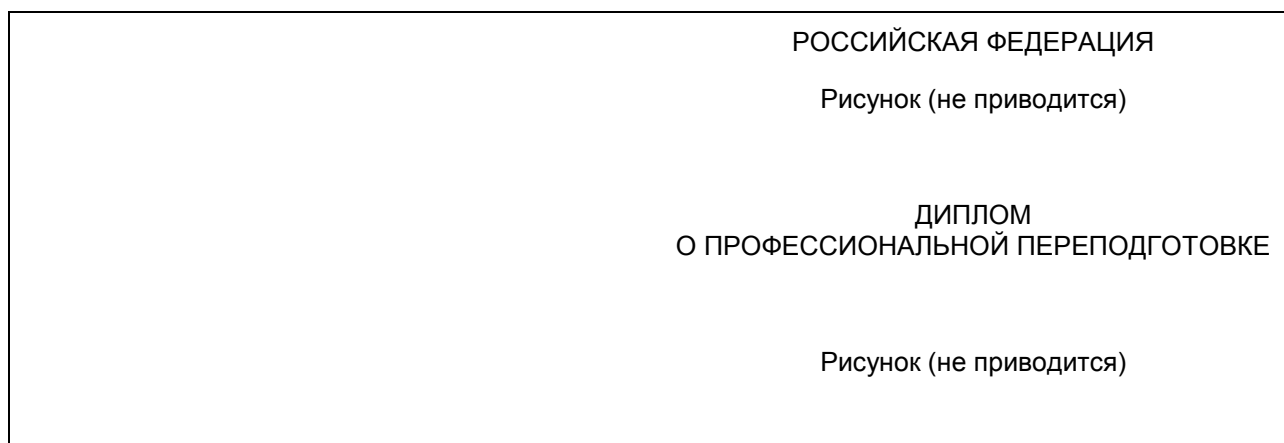 РОССИЙСКАЯ ФЕДЕРАЦИЯ
Рисунок (не приводится)
ДИПЛОМ
О ПРОФЕССИОНАЛЬНОЙ ПЕРЕПОДГОТОВКЕ
Рисунок (не приводится)